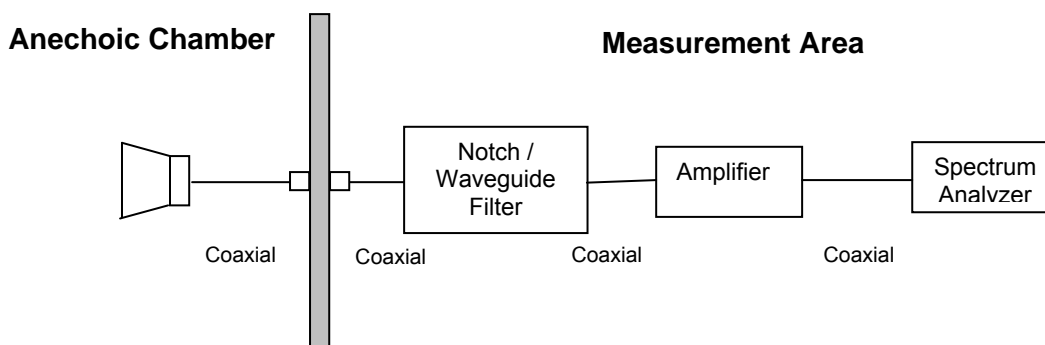 Anechoic Chamber
Measurement Area
Notch /
Waveguide
Filter
Amplifier
Spectrum
Analyzer
Coaxial
Coaxial
Coaxial
Coaxial